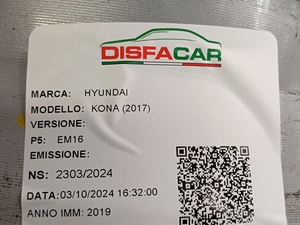 DISFACAR
MARCA: HYUNDAI
MODELLO: KONA (2017)
VERSIONE:
P5: EM16
EMISSIONE:
NS: 2303/2024
DATA:03/10/2024 16:32:00
ANNO IMM: 2019